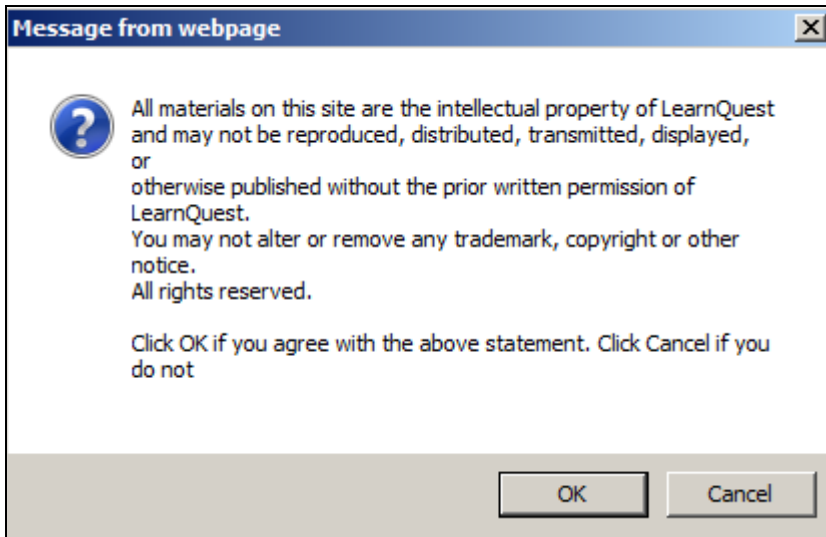 Message from webpage
All materials on this site are the intellectual property of LearnQuest
and may not be reproduced, distributed, transmitted, displayed,
or
otherwise published without the prior written permission of
LearnQuest.
You may not alter or remove any trademark, copyright or other
notice.
All rights reserved.
Click OK if you agree with the above statement. Click Cancel if you
do not
OK
Cancel